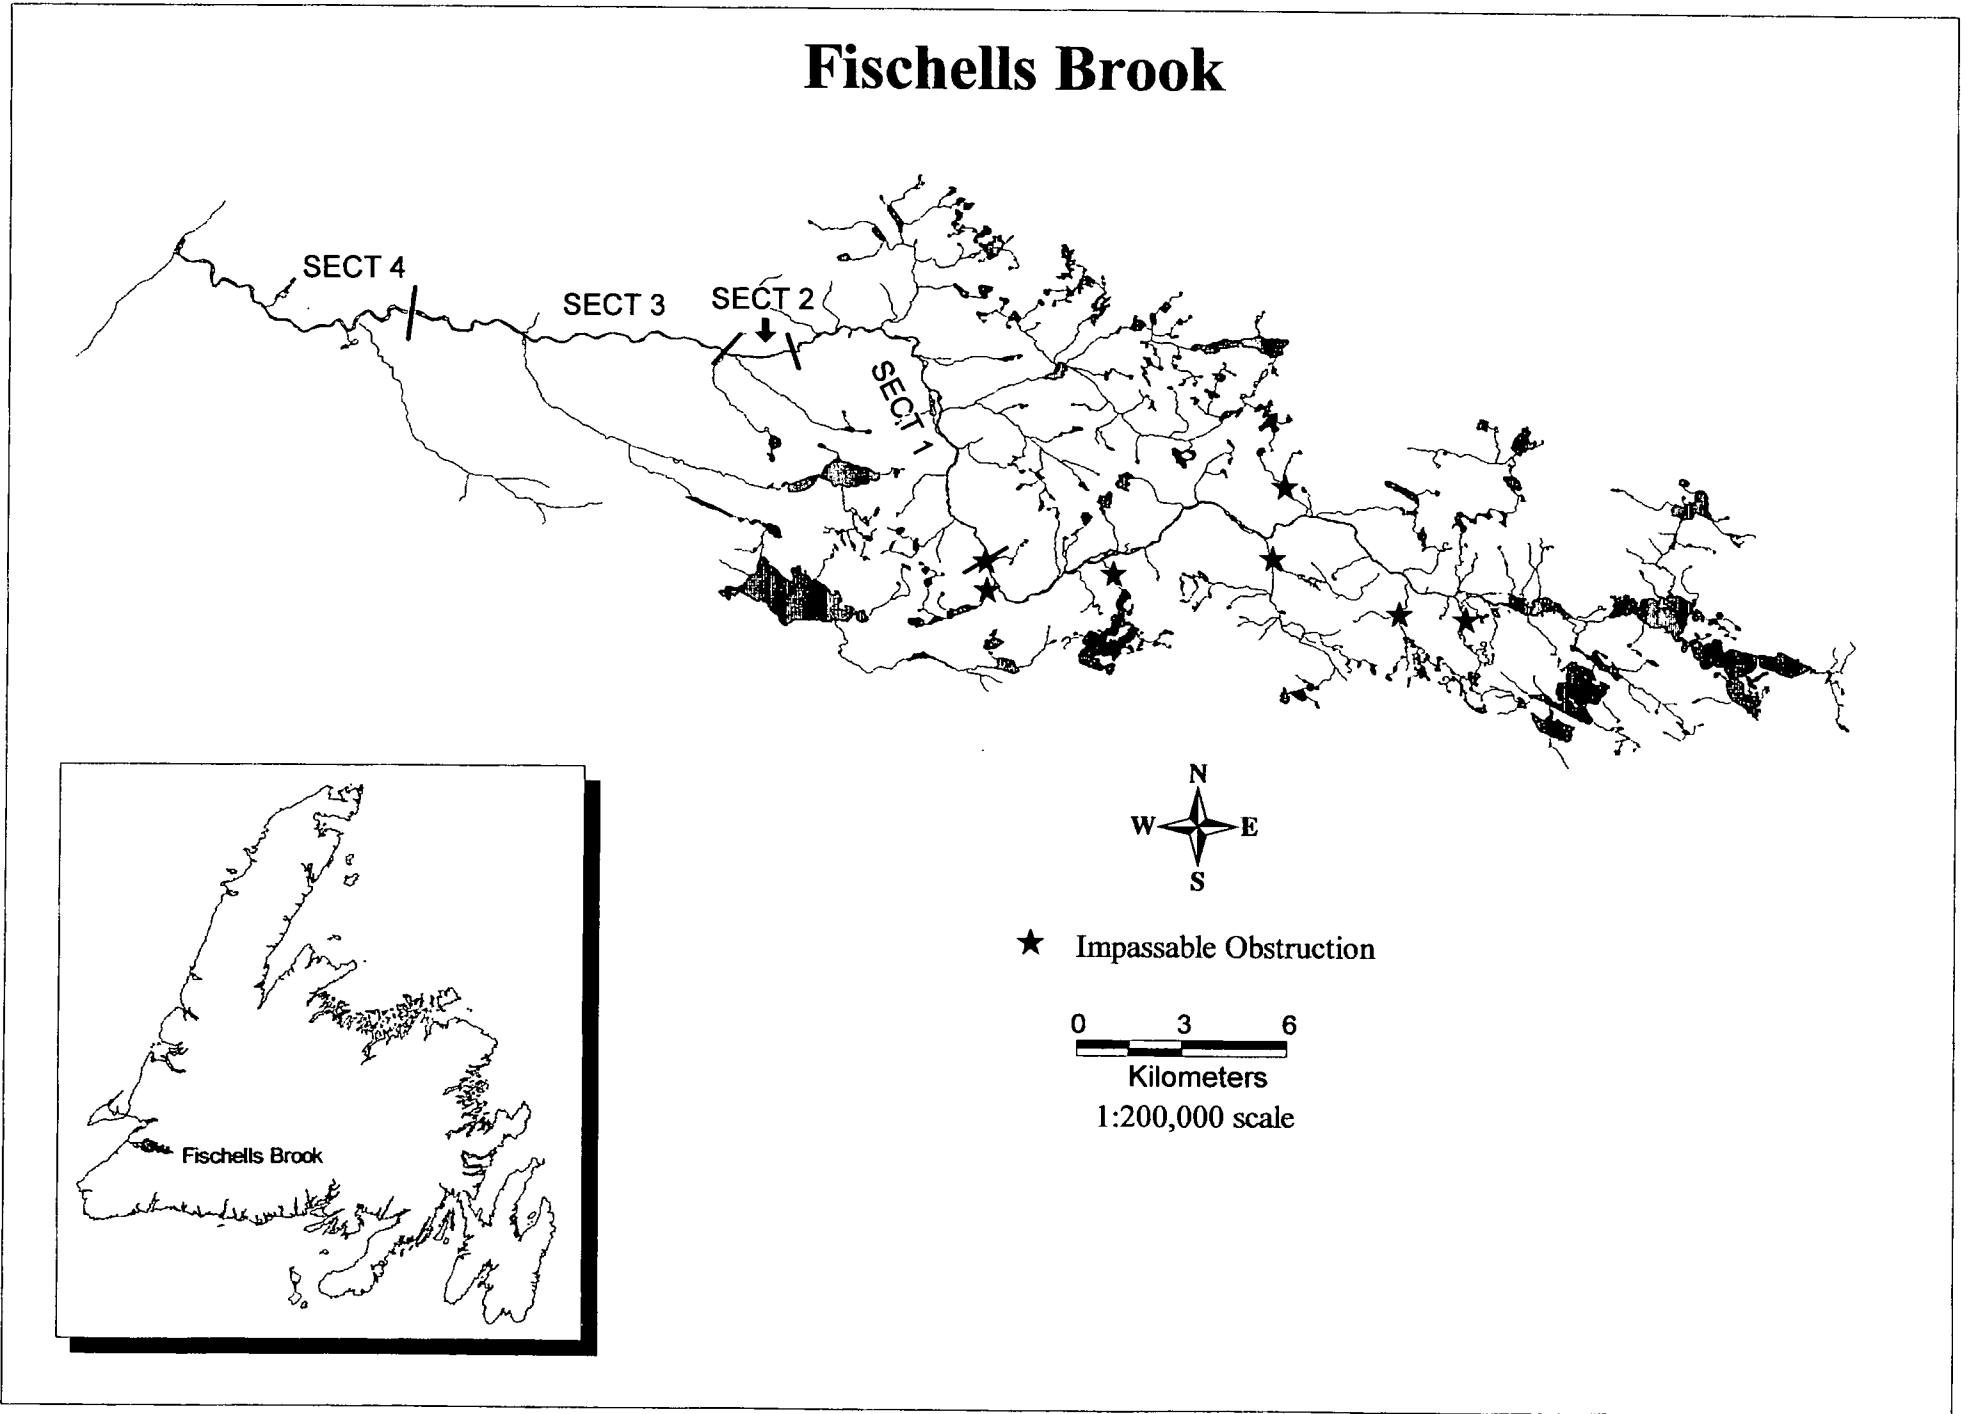 Fischells Brook
SECT 4
SECT 3
SECT 2
SECT 1
N
W E
S
Impassable Obstruction
0 3 6
Kilometers
1:200,000 scale
Fischells Brook